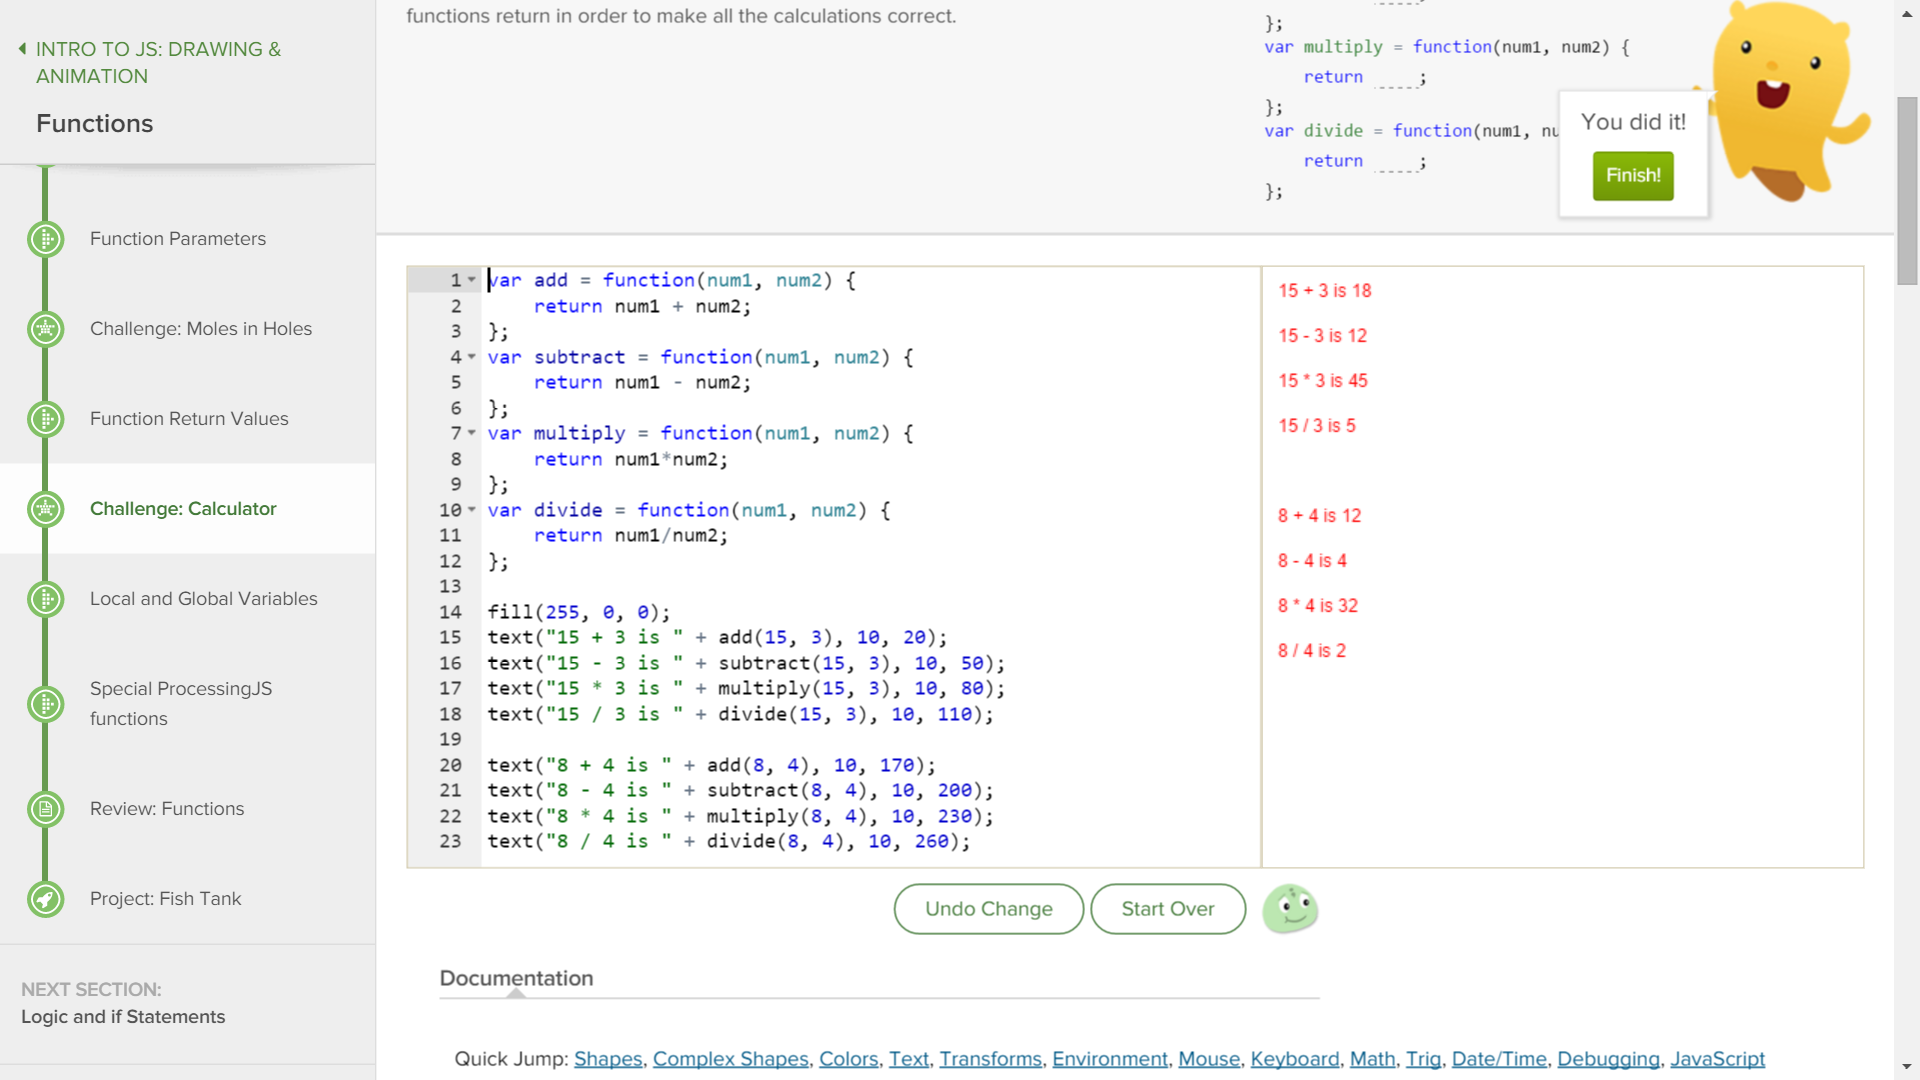 INTRO TO JS: DRAWING &
ANIMATION
Functions
Function Parameters
Challenge: Moles in Holes
Function Return Values
Challenge: Calculator
Local and Global Variables
Special ProcessingJS
functions
Review: Functions
Project: Fish Tank
NEXT SECTION:
Logic and if Statements
functions return in order to make all the calculations correct.
};
var multiply = function(num1, num2) {
return _____;
};
var divide = function(num1, nu
return _____;
};
You did it!
Finish!
1 var add = function(num1, num2) {
2 return num1 + num2;
3 };
4 var subtract = function(num1, num2) {
5 return num1 - num2;
6 };
7 var multiply = function(num1, num2) {
8 return num1*num2;
9 };
10 var divide = function(num1, num2) {
11 return num1/num2;
12 };
13
14 fill(255, 0, 0);
15 text("15 + 3 is " + add(15, 3), 10, 20);
16 text("15 - 3 is " + subtract(15, 3), 10, 50);
17 text("15 * 3 is " + multiply(15, 3), 10, 80);
18 text("15 / 3 is " + divide(15, 3), 10, 110);
19
20 text("8 + 4 is " + add(8, 4), 10, 170);
21 text("8 - 4 is " + subtract(8, 4), 10, 200);
22 text("8 * 4 is " + multiply(8, 4), 10, 230);
23 text("8 / 4 is " + divide(8, 4), 10, 260);
15 + 3 is 18
15 - 3 is 12
15 * 3 is 45
15 / 3 is 5
8 + 4 is 12
8 - 4 is 4
8 * 4 is 32
8 / 4 is 2
Undo Change
Start Over
Documentation
Quick Jump: Shapes, Complex Shapes, Colors, Text, Transforms, Environment, Mouse, Keyboard, Math, Trig, Date/Time, Debugging, JavaScript